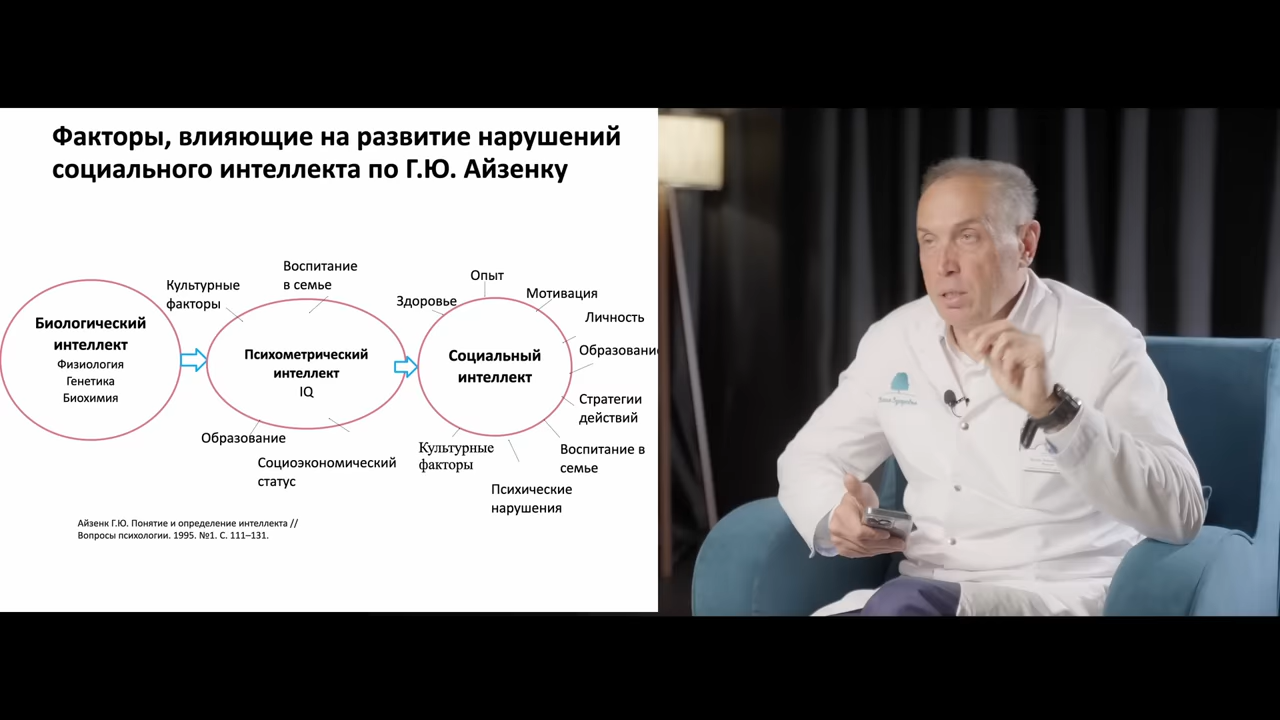 Факторы, влияющие на развитие нарушений
социального интеллекта по Г.Ю. Айзенку
Биологический
интеллект
Физиология
Генетика
Биохимия
Культурные
факторы
Воспитание
в семье
Психометрический
интеллект
IQ
Образование
Социоэкономический
статус
Здоровье
Опыт
Мотивация
Личность
Образование
Социальный
интеллект
Стратегии
действий
Воспитание в
семье
Культурные
факторы
Психические
нарушения
Айзенк Г.Ю. Понятие и определение интеллекта //
Вопросы психологии. 1995. №1. С. 111–131.